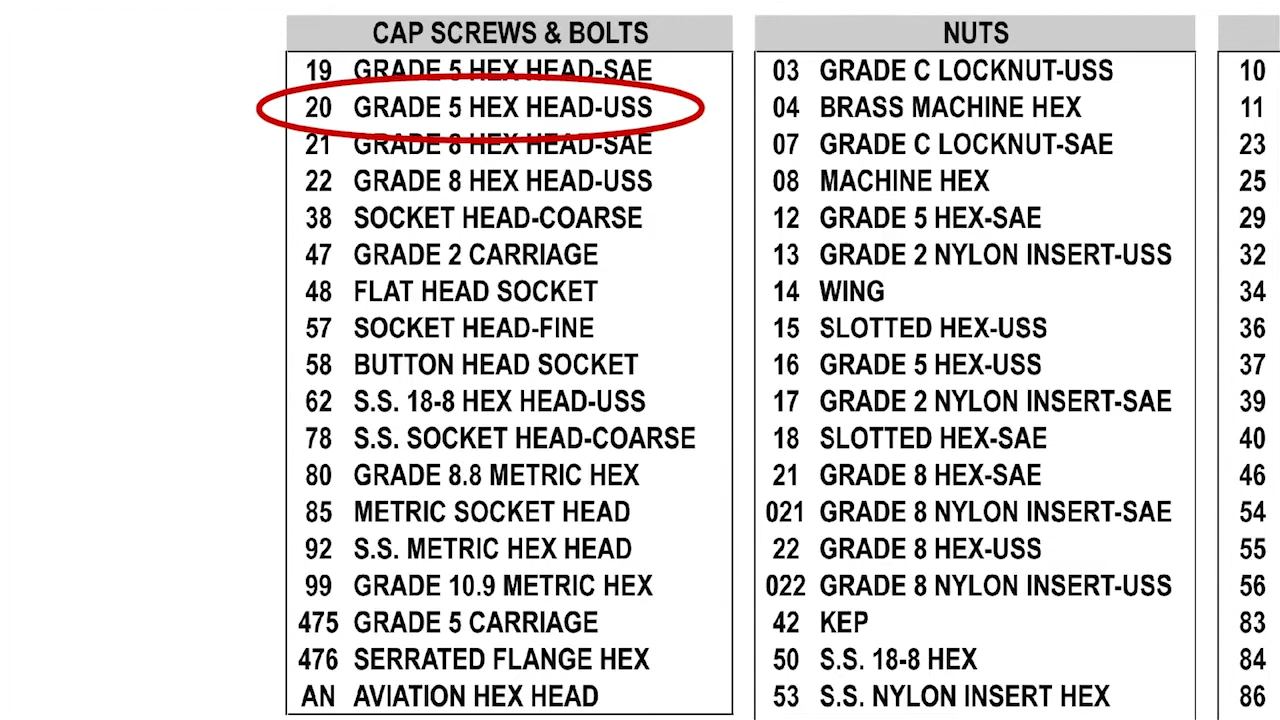 CAP SCREWS & BOLTS
19 GRADE 5 HEX HEAD-SAE
20 GRADE 5 HEX HEAD-USS
21 GRADE 8 HEX HEAD-SAE
22 GRADE 8 HEX HEAD-USS
38 SOCKET HEAD-COARSE
47 GRADE 2 CARRIAGE
48 FLAT HEAD SOCKET
57 SOCKET HEAD-FINE
58 BUTTON HEAD SOCKET
62 S.S. 18-8 HEX HEAD-USS
78 S.S. SOCKET HEAD-COARSE
80 GRADE 8.8 METRIC HEX
85 METRIC SOCKET HEAD
92 S.S. METRIC HEX HEAD
99 GRADE 10.9 METRIC HEX
475 GRADE 5 CARRIAGE
476 SERRATED FLANGE HEX
AN AVIATION HEX HEAD
NUTS
03 GRADE C LOCKNUT-USS
04 BRASS MACHINE HEX
07 GRADE C LOCKNUT-SAE
08 MACHINE HEX
12 GRADE 5 HEX-SAE
13 GRADE 2 NYLON INSERT-USS
14 WING
15 SLOTTED HEX-USS
16 GRADE 5 HEX-USS
17 GRADE 2 NYLON INSERT-SAE
18 SLOTTED HEX-SAE
21 GRADE 8 HEX-SAE
021 GRADE 8 NYLON INSERT-SAE
22 GRADE 8 HEX-USS
022 GRADE 8 NYLON INSERT-USS
42 KEP
50 S.S. 18-8 HEX
53 S.S. NYLON INSERT HEX
10
11
23
25
29
32
34
36
37
39
40
46
54
55
56
83
84
86